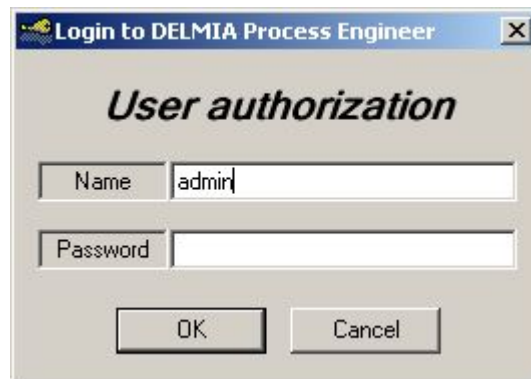 Login to DELMIA Process Engineer
User authorization
Name admin
Password
OK Cancel